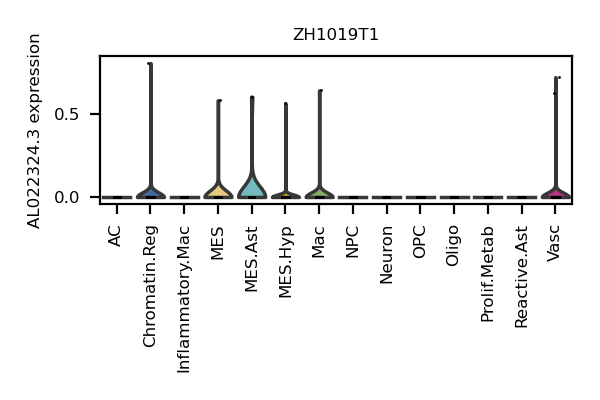 ZH1019T1
AL022324.3 expression
0.5
0.0
AC
Chromatin.Reg
Inflammatory.Mac
MES
MES.Ast
MES.Hyp
Mac
NPC
Neuron
OPC
Oligo
Prolif.Metab
Reactive.Ast
Vasc